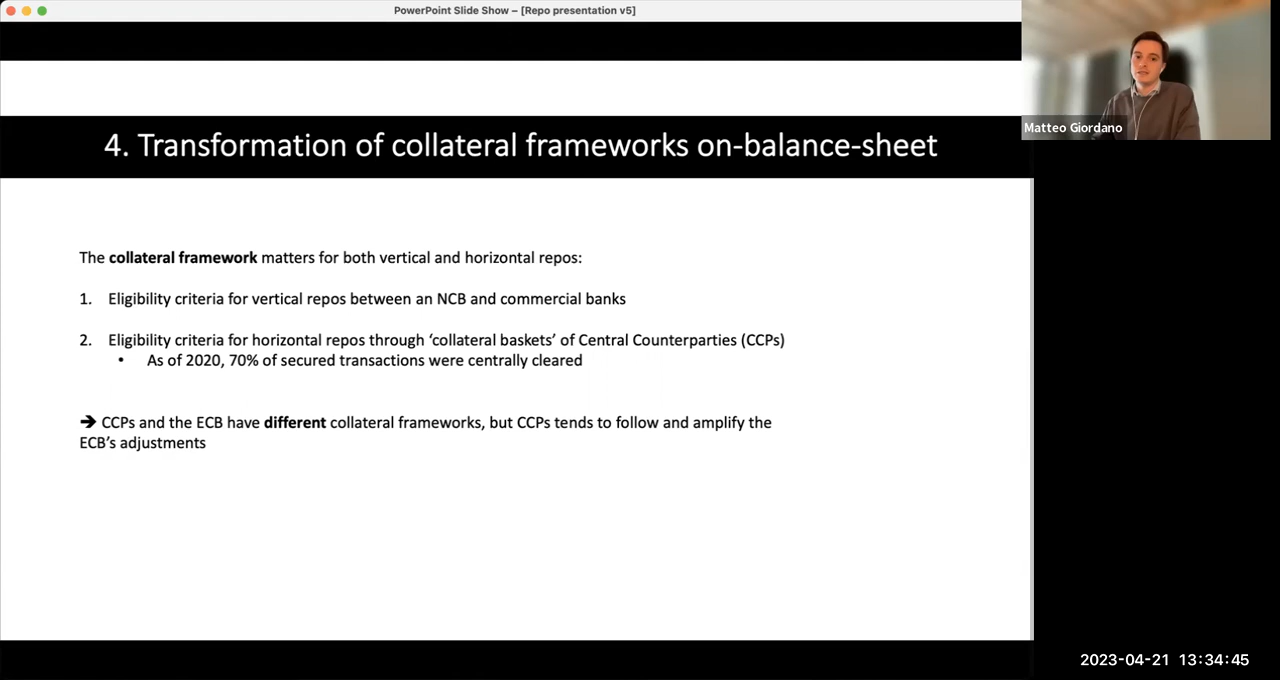 PowerPoint Slide Show – [Repo presentation v5]
Matteo Giordano
4. Transformation of collateral frameworks on-balance-sheet
The collateral framework matters for both vertical and horizontal repos:
1. Eligibility criteria for vertical repos between an NCB and commercial banks
2. Eligibility criteria for horizontal repos through ‘collateral baskets’ of Central Counterparties (CCPs)
• As of 2020, 70% of secured transactions were centrally cleared
➔ CCPs and the ECB have different collateral frameworks, but CCPs tends to follow and amplify the
ECB’s adjustments
2023-04-21 13:34:45